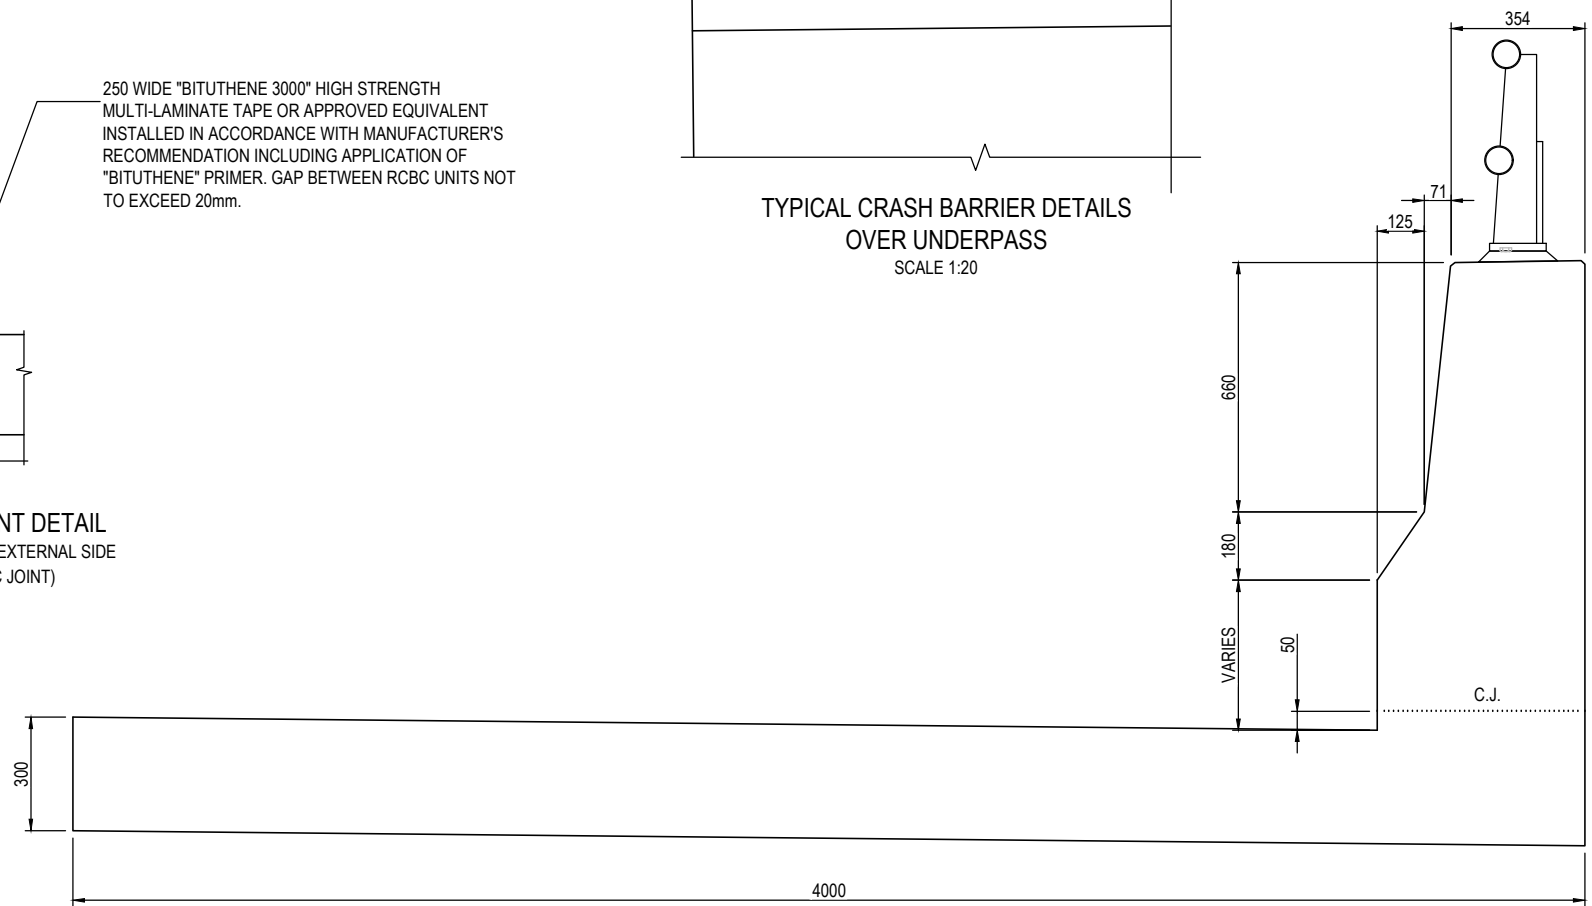 354
250 WIDE "BITUTHENE 3000" HIGH STRENGTH
MULTI-LAMINATE TAPE OR APPROVED EQUIVALENT
INSTALLED IN ACCORDANCE WITH MANUFACTURER'S
RECOMMENDATION INCLUDING APPLICATION OF
"BITUTHENE" PRIMER. GAP BETWEEN RCBC UNITS NOT
TO EXCEED 20mm.
TYPICAL CRASH BARRIER DETAILS
OVER UNDERPASS
SCALE 1:20
71
125
660
NT DETAIL
EXTERNAL SIDE
C JOINT)
180
VARIES
50
C.J.
300
4000